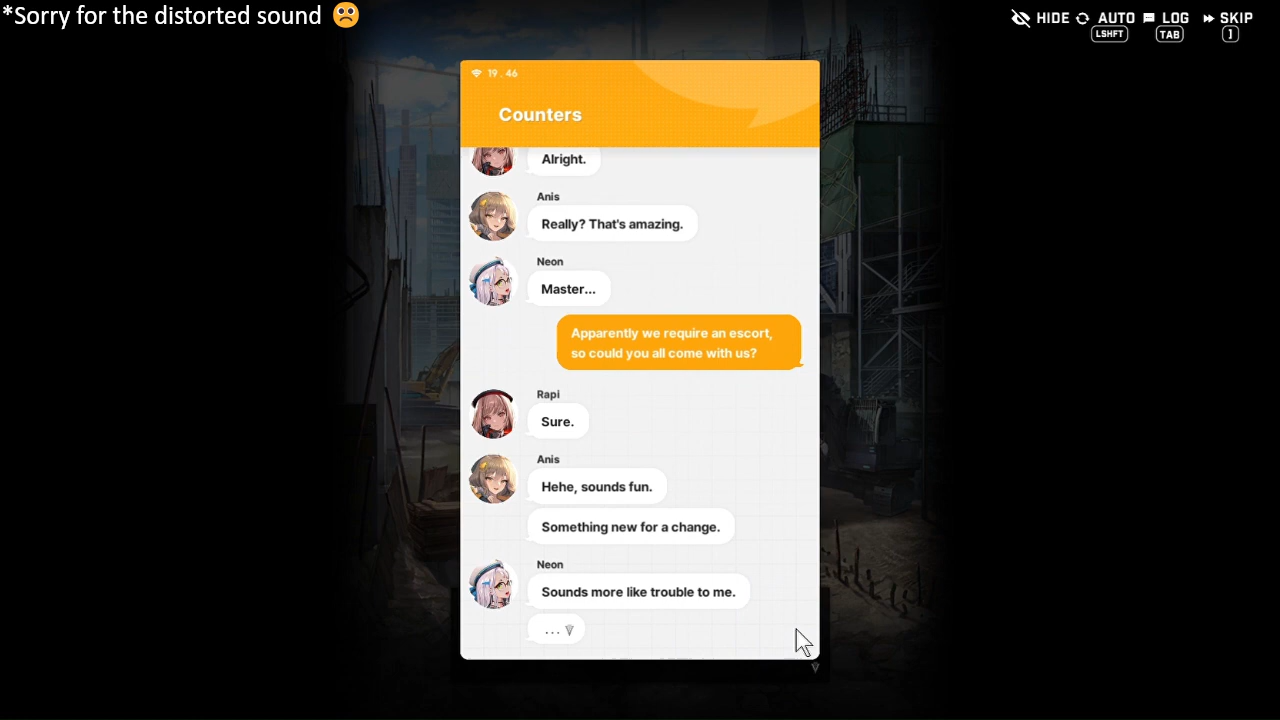 *Sorry for the distorted sound
HIDE AUTO LOG SKIP
LSHFT TAB ]
19 . 46
Counters
Alright.
Anis
Really? That's amazing.
Neon
Master...
Apparently we require an escort,
so could you all come with us?
Rapi
Sure.
Anis
Hehe, sounds fun.
Something new for a change.
Neon
Sounds more like trouble to me.
...